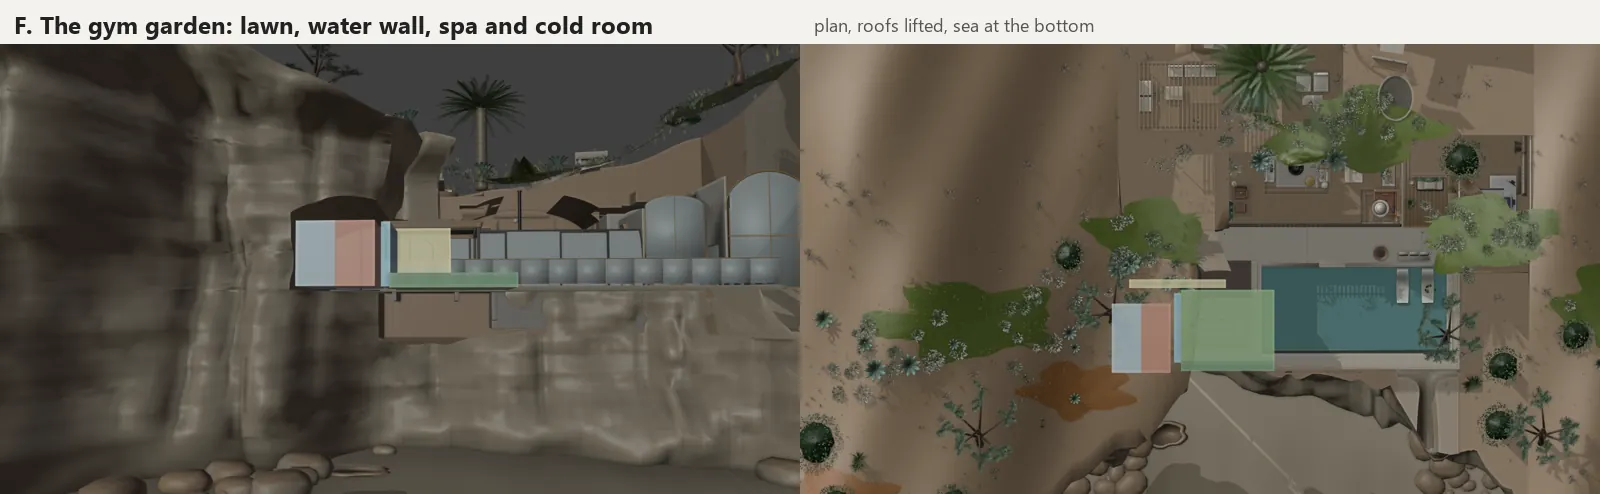 F. The gym garden: lawn, water wall, spa and cold room
plan, roofs lifted, sea at the bottom